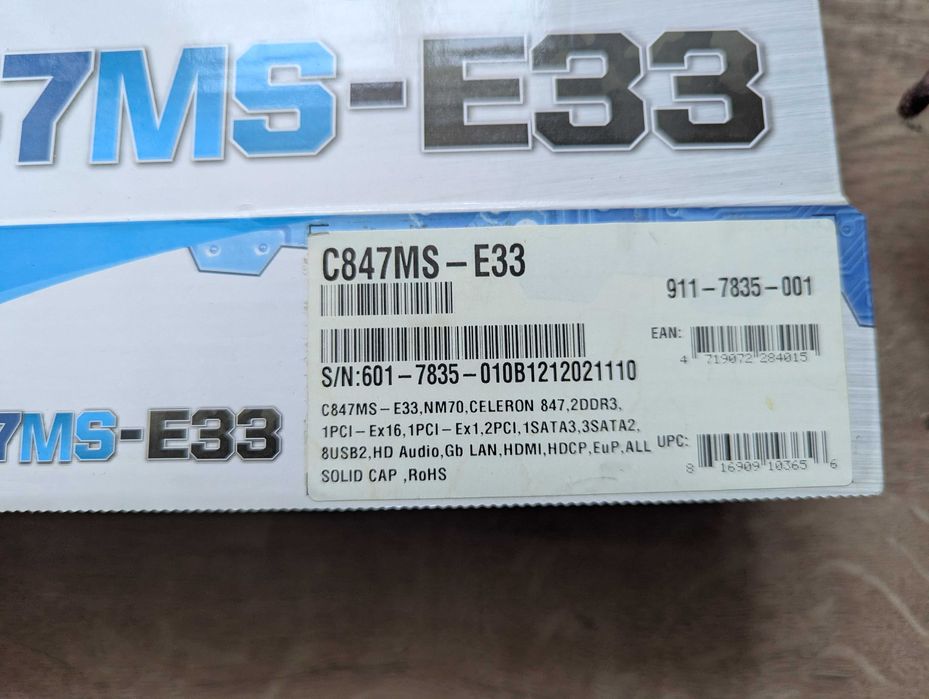 7MS-E33
C847MS-E33
911-7835-001
EAN:
4 719072 284015
S/N:601-7835-010B1212021110
C847MS-E33,NM70,CELERON 847,2DDR3,
1PCI-Ex16,1PCI-Ex1,2PCI,1SATA3,3SATA2,
8USB2,HD Audio,Gb LAN,HDMI,HDCP,EuP,ALL
SOLID CAP ,RoHS
UPC:
8 16909 10365 6
7MS-E33